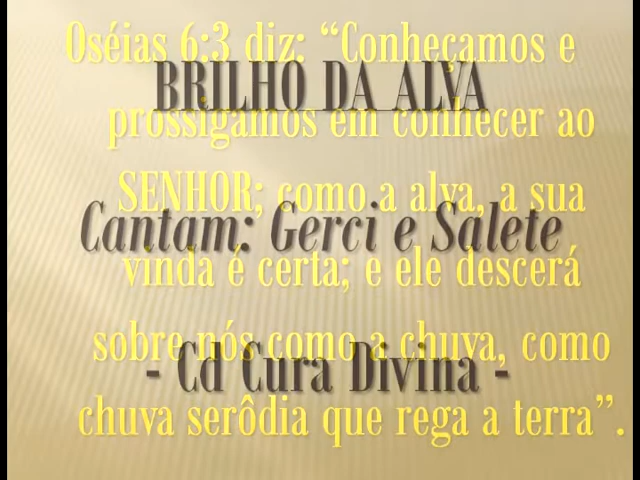 Oséias 6:3 diz: “Conheçamos e
BRILHO DA ALVA
prossigamos em conhecer ao
SENHOR; como a alva, a sua
Cantam: Gerci e Salete
vinda é certa; e ele descerá
sobre nós como a chuva, como
- Cd Cura Divina -
chuva serôdia que rega a terra”.